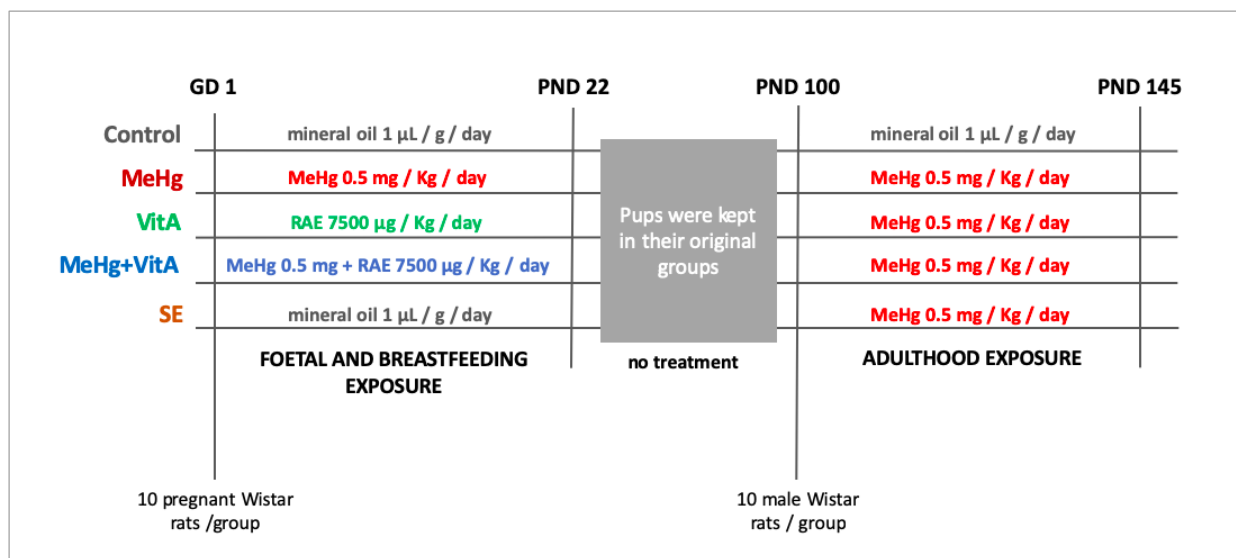 GD 1 PND 22 PND 100 PND 145
Control mineral oil 1 µL / g / day mineral oil 1 µL / g / day
MeHg MeHg 0.5 mg / Kg / day MeHg 0.5 mg / Kg / day
VitA RAE 7500 µg / Kg / day MeHg 0.5 mg / Kg / day
MeHg+VitA MeHg 0.5 mg + RAE 7500 µg / Kg / day MeHg 0.5 mg / Kg / day
SE mineral oil 1 µL / g / day MeHg 0.5 mg / Kg / day
Pups were kept
in their original
groups
FOETAL AND BREASTFEEDING
EXPOSURE
no treatment
ADULTHOOD EXPOSURE
10 pregnant Wistar
rats /group
10 male Wistar
rats / group